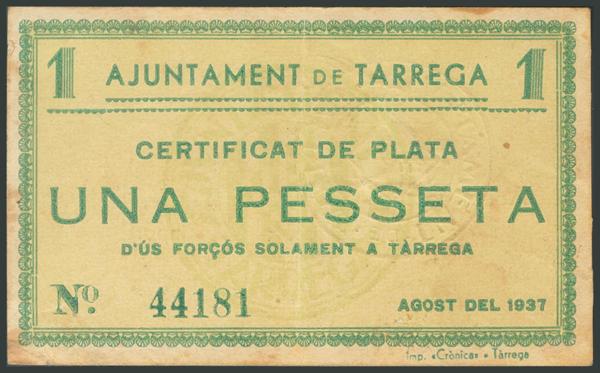 1 AJUNTAMENT DE TARREGA 1
CERTIFICAT DE PLATA
UNA PESSETA
D'ÚS FORÇÓS SOLAMENT A TÀRREGA
Nº. 44181 AGOST DEL 1937
Imp. «Crònica» - Tàrrega